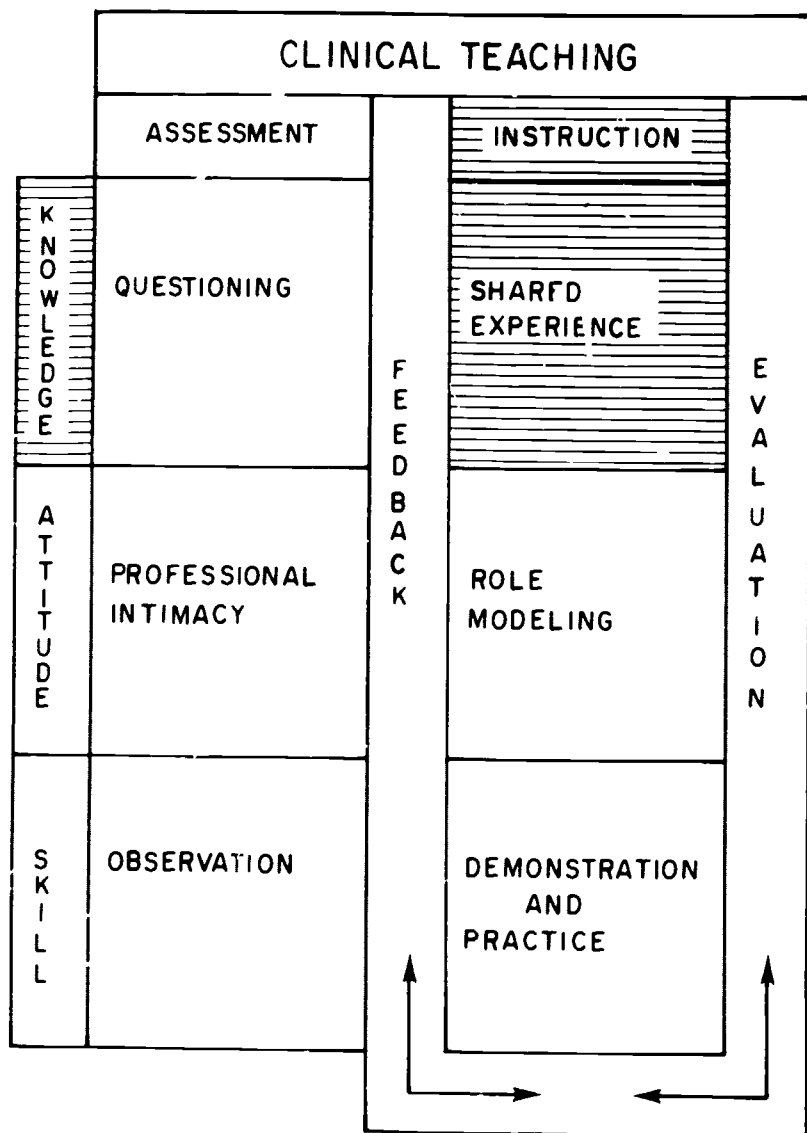 CLINICAL TEACHING
ASSESSMENT
INSTRUCTION
KNOWLEDGE
QUESTIONING
SHARFD
EXPERIENCE
FEEDBACK
EVALUATION
ATTITUDE
PROFESSIONAL
INTIMACY
ROLE
MODELING
SKILL
OBSERVATION
DEMONSTRATION
AND
PRACTICE